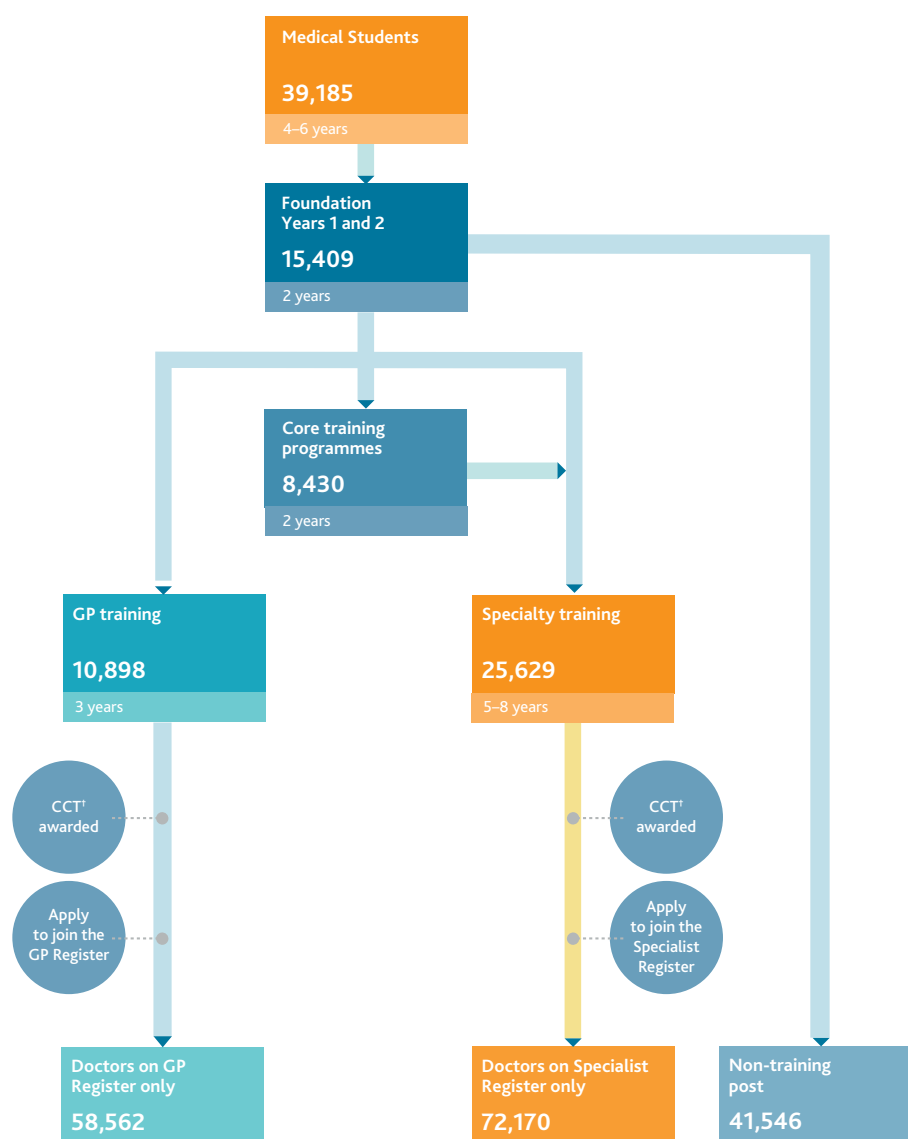 Medical Students
39,185
4–6 years
Foundation
Years 1 and 2
15,409
2 years
Core training
programmes
8,430
2 years
GP training
10,898
3 years
Specialty training
25,629
5–8 years
CCT†
awarded
CCT†
awarded
Apply
to join the
GP Register
Apply
to join the
Specialist
Register
Doctors on GP
Register only
58,562
Doctors on Specialist
Register only
72,170
Non-training
post
41,546